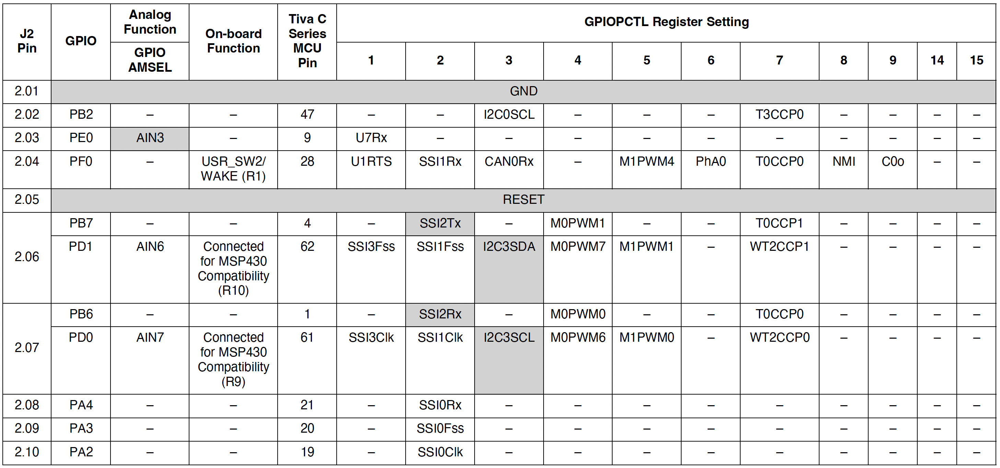 J2 Pin | GPIO | Analog Function | On-board Function | Tiva C Series MCU Pin | GPIOPCTL Register Setting
GPIO AMSEL | 1 | 2 | 3 | 4 | 5 | 6 | 7 | 8 | 9 | 14 | 15
2.01 | GND
2.02 | PB2 | – | – | 47 | – | – | I2C0SCL | – | – | – | T3CCP0 | – | – | – | –
2.03 | PE0 | AIN3 | – | 9 | U7Rx | – | – | – | – | – | – | – | – | – | –
2.04 | PF0 | – | USR_SW2/ WAKE (R1) | 28 | U1RTS | SSI1Rx | CAN0Rx | – | M1PWM4 | PhA0 | T0CCP0 | NMI | C0o | – | –
2.05 | RESET
2.06 | PB7 | – | – | 4 | – | SSI2Tx | – | M0PWM1 | – | – | T0CCP1 | – | – | – | –
PD1 | AIN6 | Connected for MSP430 Compatibility (R10) | 62 | SSI3Fss | SSI1Fss | I2C3SDA | M0PWM7 | M1PWM1 | – | WT2CCP1 | – | – | – | –
2.07 | PB6 | – | – | 1 | – | SSI2Rx | – | M0PWM0 | – | – | T0CCP0 | – | – | – | –
PD0 | AIN7 | Connected for MSP430 Compatibility (R9) | 61 | SSI3Clk | SSI1Clk | I2C3SCL | M0PWM6 | M1PWM0 | – | WT2CCP0 | – | – | – | –
2.08 | PA4 | – | – | 21 | – | SSI0Rx | – | – | – | – | – | – | – | – | –
2.09 | PA3 | – | – | 20 | – | SSI0Fss | – | – | – | – | – | – | – | – | –
2.10 | PA2 | – | – | 19 | – | SSI0Clk | – | – | – | – | – | – | – | – | –